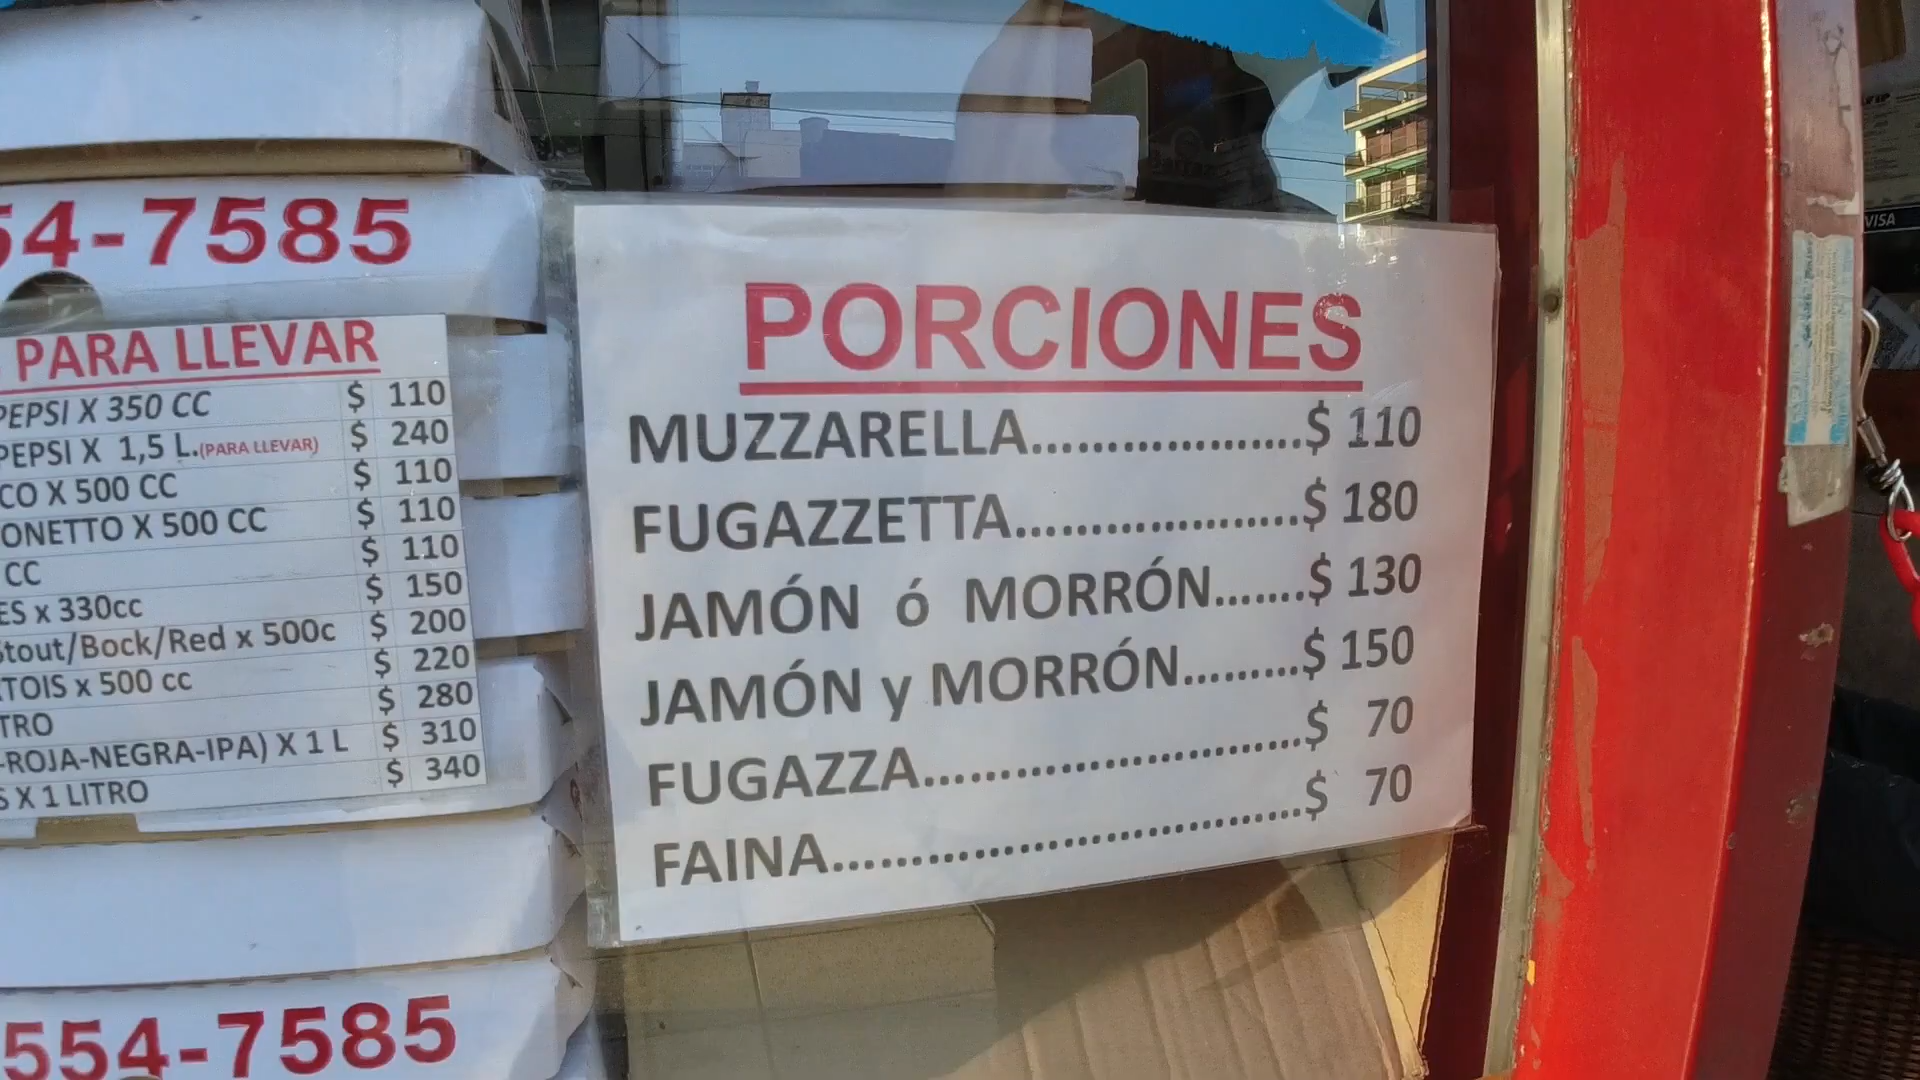 54-7585
PARA LLEVAR
PEPSI X 350 CC $ 110
PEPSI X 1,5 L.(PARA LLEVAR) $ 240
CO X 500 CC $ 110
ONETTO X 500 CC $ 110
CC $ 110
ES x 330cc $ 150
Stout/Bock/Red x 500c $ 200
TOIS x 500 cc $ 220
TRO $ 280
-ROJA-NEGRA-IPA) X 1 L $ 310
S X 1 LITRO $ 340
554-7585
PORCIONES
MUZZARELLA.....................$ 110
FUGAZZETTA......................$ 180
JAMÓN ó MORRÓN.......$ 130
JAMÓN y MORRÓN.........$ 150
FUGAZZA.............................$ 70
FAINA....................................$ 70
VISA